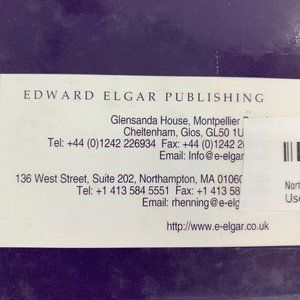 EDWARD ELGAR PUBLISHING
Glensanda House, Montpellier
Cheltenham, Glos, GL50 1U
Tel: +44 (0)1242 226934 Fax: +44 (0)1242
Email: Info@e-elgar
136 West Street, Suite 202, Northampton, MA 01060
Tel: +1 413 584 5551 Fax: +1 413 58
Email: rhenning@e-elg
http://www.e-elgar.co.uk
Use